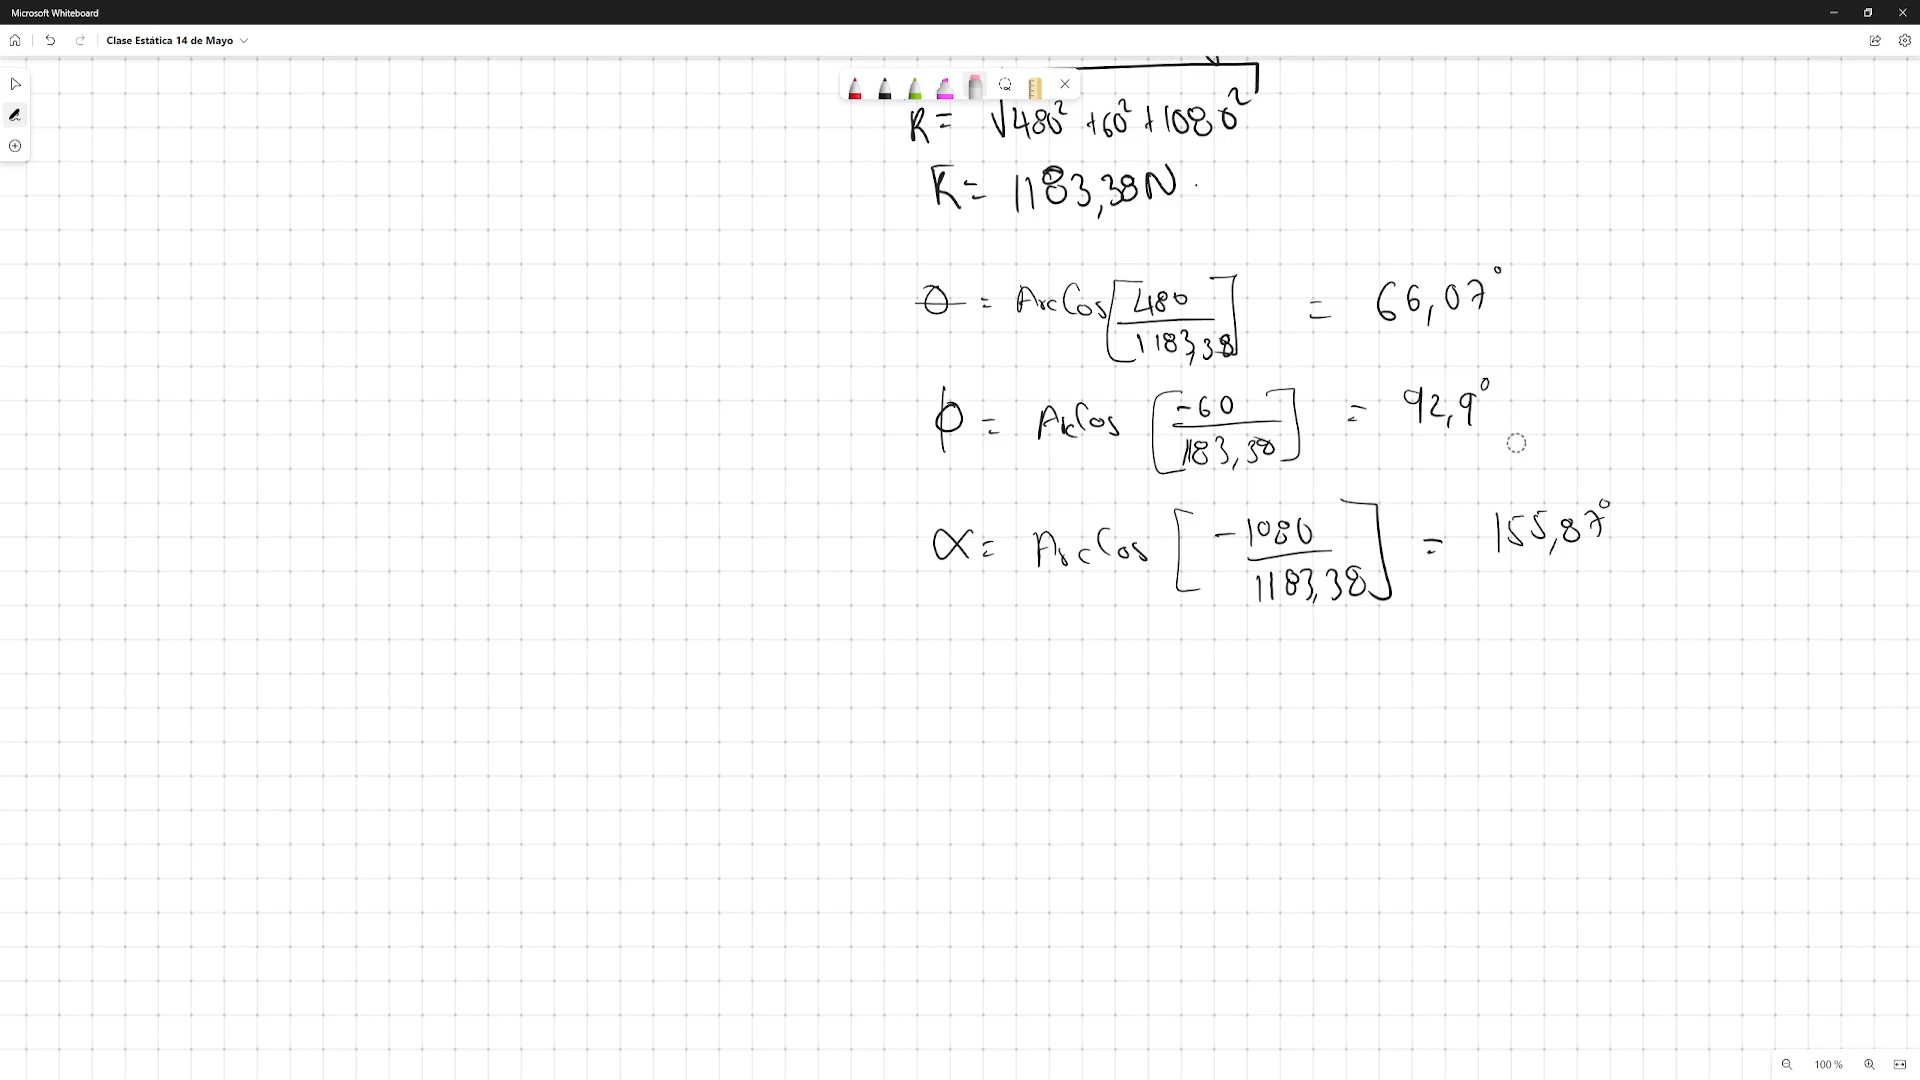 Microsoft Whiteboard
Clase Estática 14 de Mayo
R = √480² + 60² + 1080²
R = 1183,38 N.
θ = ArcCos [480 / 1183,38] = 66,07°
ϕ = ArcCos [-60 / 1183,38] = 92,9°
α = ArcCos [-1080 / 1183,38] = 155,87°
100 %